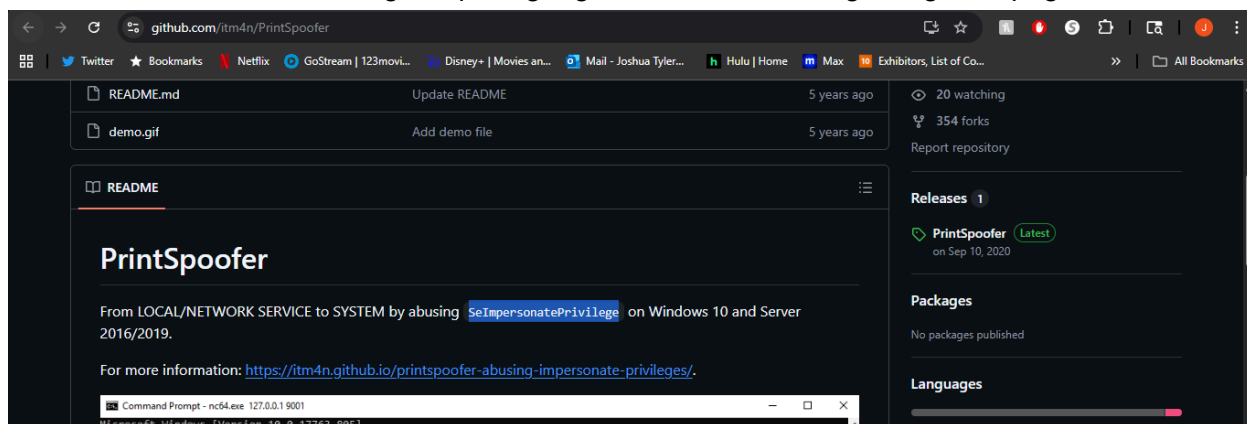 github.com/itm4n/PrintSpoofer
Twitter Bookmarks Netflix GoStream | 123movi... Disney+ | Movies an... Mail - Joshua Tyler... Hulu | Home Max Exhibitors, List of Co... » All Bookmarks
README.md Update README 5 years ago
demo.gif Add demo file 5 years ago
20 watching
354 forks
Report repository
README
Releases 1
PrintSpoofer Latest
on Sep 10, 2020
PrintSpoofer
From LOCAL/NETWORK SERVICE to SYSTEM by abusing SeImpersonatePrivilege on Windows 10 and Server
2016/2019.
For more information: https://itm4n.github.io/printspoofer-abusing-impersonate-privileges/.
Packages
No packages published
Languages
Command Prompt - nc64.exe 127.0.0.1 9001